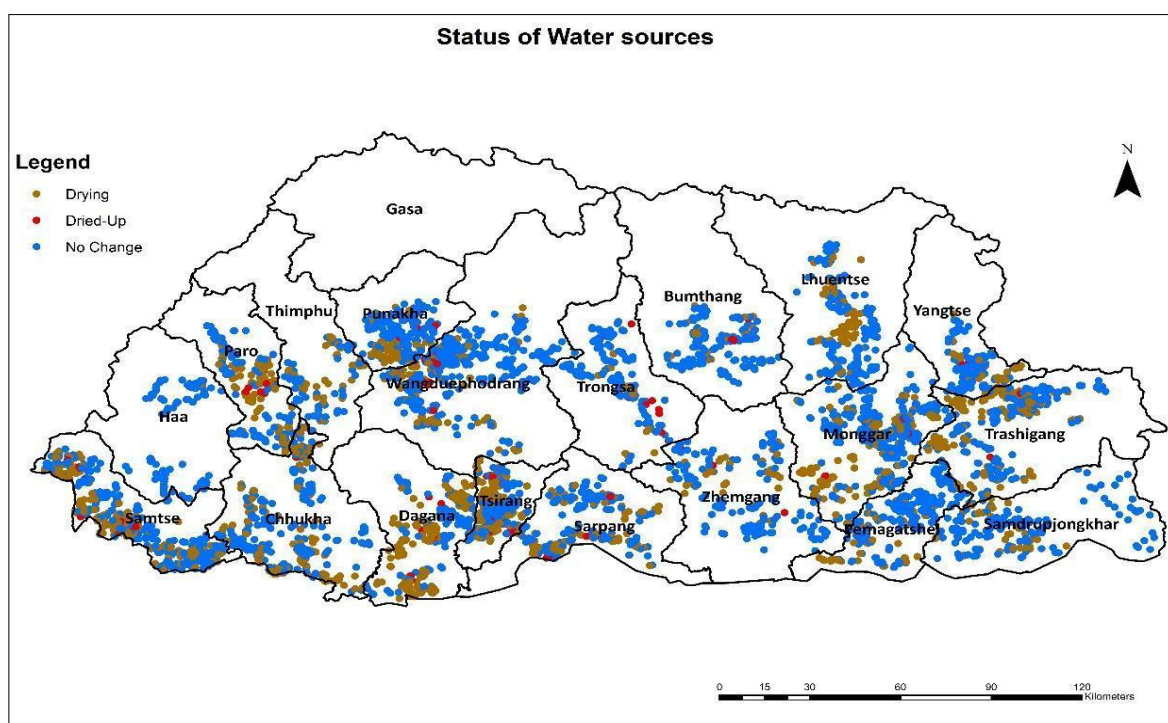 Status of Water sources
Legend
Drying
Dried-Up
No Change
N
Gasa
Thimphu
Punakha
Bumthang
Lhuentse
Yangtse
Paro
Wangduephodrang
Trongsa
Haa
Monggar
Trashigang
Samtse
Chhukha
Dagana
Tsirang
Sarpang
Zhemgang
Pemagatshel
Samdrupjongkhar
0 15 30 60 90 120
Kilometers